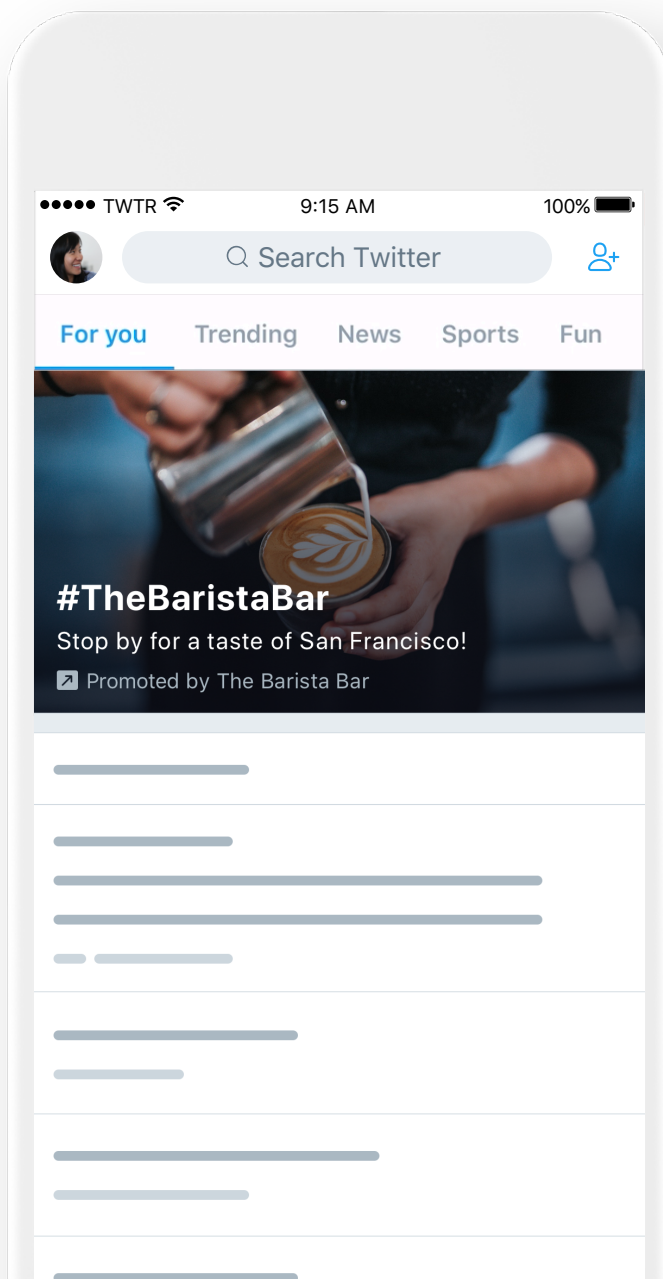 TWTR 9:15 AM 100%
Search Twitter
For you Trending News Sports Fun
#TheBaristaBar
Stop by for a taste of San Francisco!
Promoted by The Barista Bar